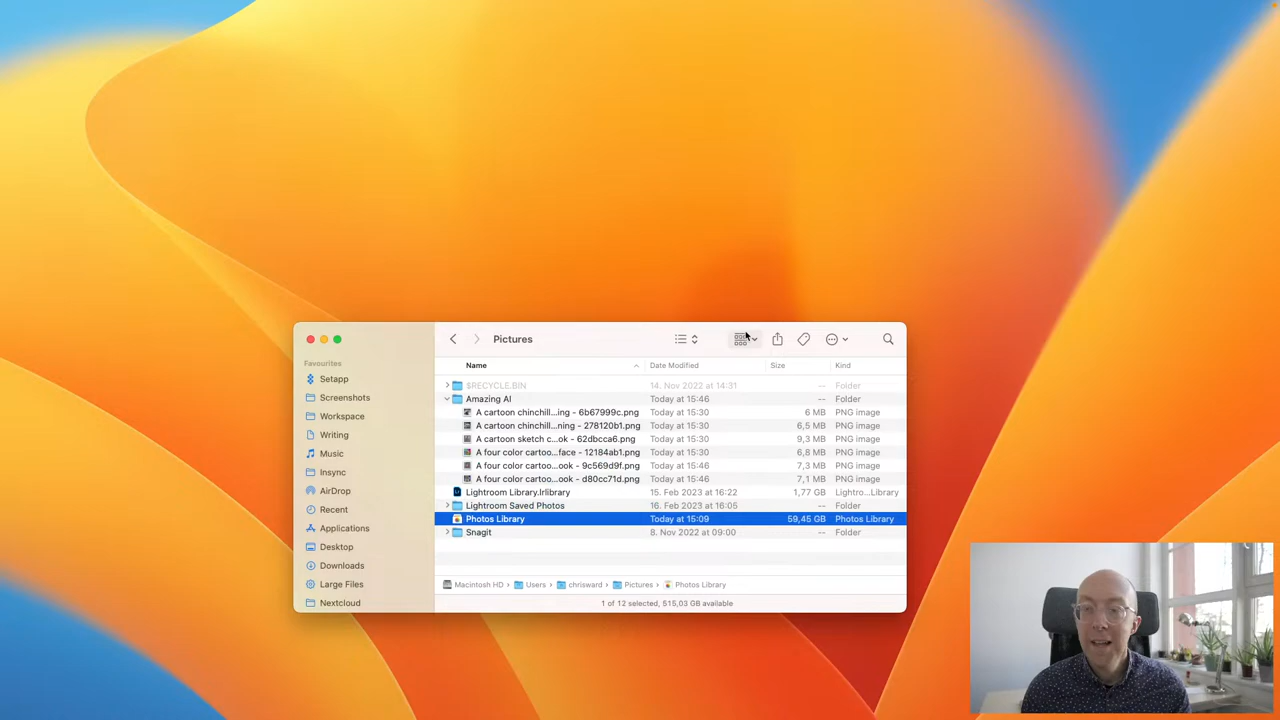 Pictures
Favourites
Setapp
Screenshots
Workspace
Writing
Music
Insync
AirDrop
Recent
Applications
Desktop
Downloads
Large Files
Nextcloud
Name Date Modified Size Kind
$RECYCLE.BIN 14. Nov 2022 at 14:31 -- Folder
Amazing AI Today at 15:46 -- Folder
A cartoon chinchill...ing - 6b67999c.png Today at 15:30 6 MB PNG image
A cartoon chinchill...ning - 278120b1.png Today at 15:30 6,5 MB PNG image
A cartoon sketch c...ok - 62dbcca6.png Today at 15:30 9,3 MB PNG image
A four color cartoo...face - 12184ab1.png Today at 15:30 6,8 MB PNG image
A four color cartoo...ook - 9c569d9f.png Today at 15:46 7,3 MB PNG image
A four color cartoo...ook - d80cc71d.png Today at 15:46 7,1 MB PNG image
Lightroom Library.lrlibrary 15. Feb 2023 at 16:22 1,77 GB Lightro...Library
Lightroom Saved Photos 16. Feb 2023 at 16:05 -- Folder
Photos Library Today at 15:09 59,45 GB Photos Library
Snagit 8. Nov 2022 at 09:00 -- Folder
Macintosh HD › Users › chrisward › Pictures › Photos Library
1 of 12 selected, 515,03 GB available